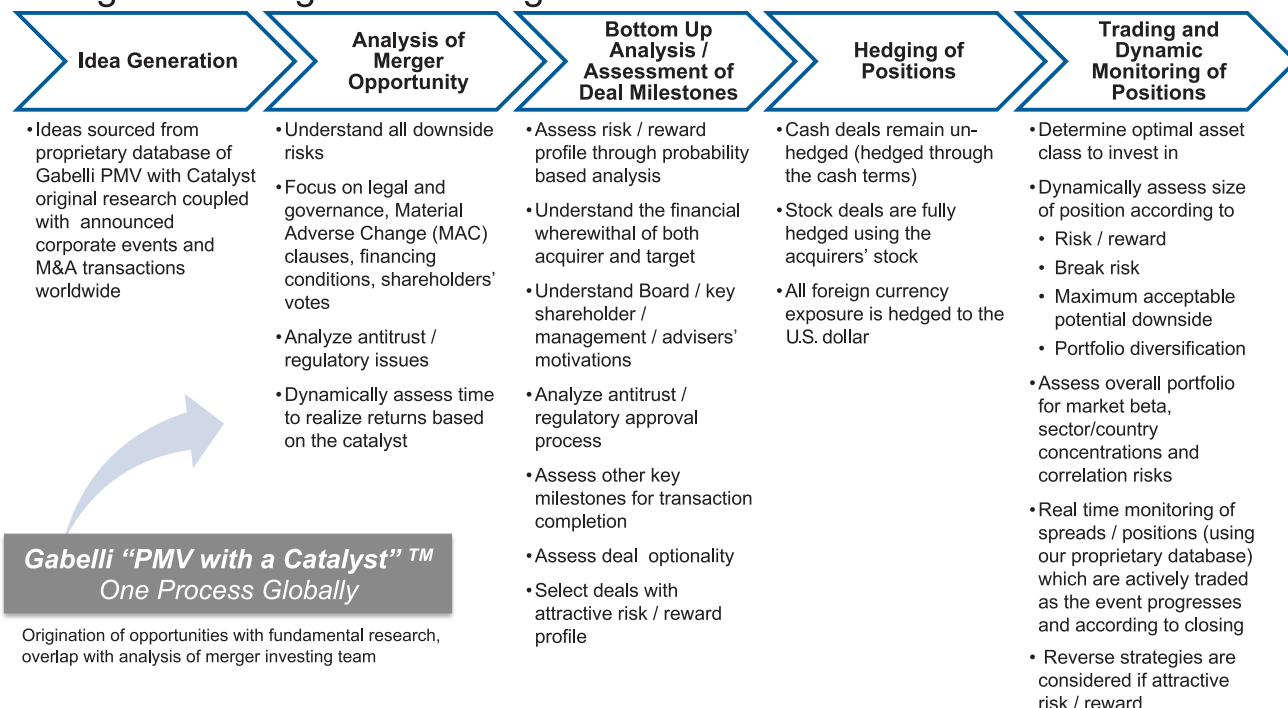 Idea Generation
Analysis of
Merger
Opportunity
Bottom Up
Analysis /
Assessment of
Deal Milestones
Hedging of
Positions
Trading and
Dynamic
Monitoring of
Positions
•Ideas sourced from
proprietary database of
Gabelli PMV with Catalyst
original research coupled
with announced
corporate events and
M&A transactions
worldwide
•Understand all downside
risks
•Focus on legal and
governance, Material
Adverse Change (MAC)
clauses, financing
conditions, shareholders’
votes
•Analyze antitrust /
regulatory issues
•Dynamically assess time
to realize returns based
on the catalyst
•Assess risk / reward
profile through probability
based analysis
•Understand the financial
wherewithal of both
acquirer and target
•Understand Board / key
shareholder /
management / advisers’
motivations
•Analyze antitrust /
regulatory approval
process
•Assess other key
milestones for transaction
completion
•Assess deal optionality
•Select deals with
attractive risk / reward
profile
•Cash deals remain un-
hedged (hedged through
the cash terms)
•Stock deals are fully
hedged using the
acquirers’ stock
•All foreign currency
exposure is hedged to the
U.S. dollar
•Determine optimal asset
class to invest in
•Dynamically assess size
of position according to
• Risk / reward
• Break risk
• Maximum acceptable
potential downside
• Portfolio diversification
•Assess overall portfolio
for market beta,
sector/country
concentrations and
correlation risks
•Real time monitoring of
spreads / positions (using
our proprietary database)
which are actively traded
as the event progresses
and according to closing
• Reverse strategies are
considered if attractive
risk / reward
Gabelli “PMV with a Catalyst” ™
One Process Globally
Origination of opportunities with fundamental research,
overlap with analysis of merger investing team